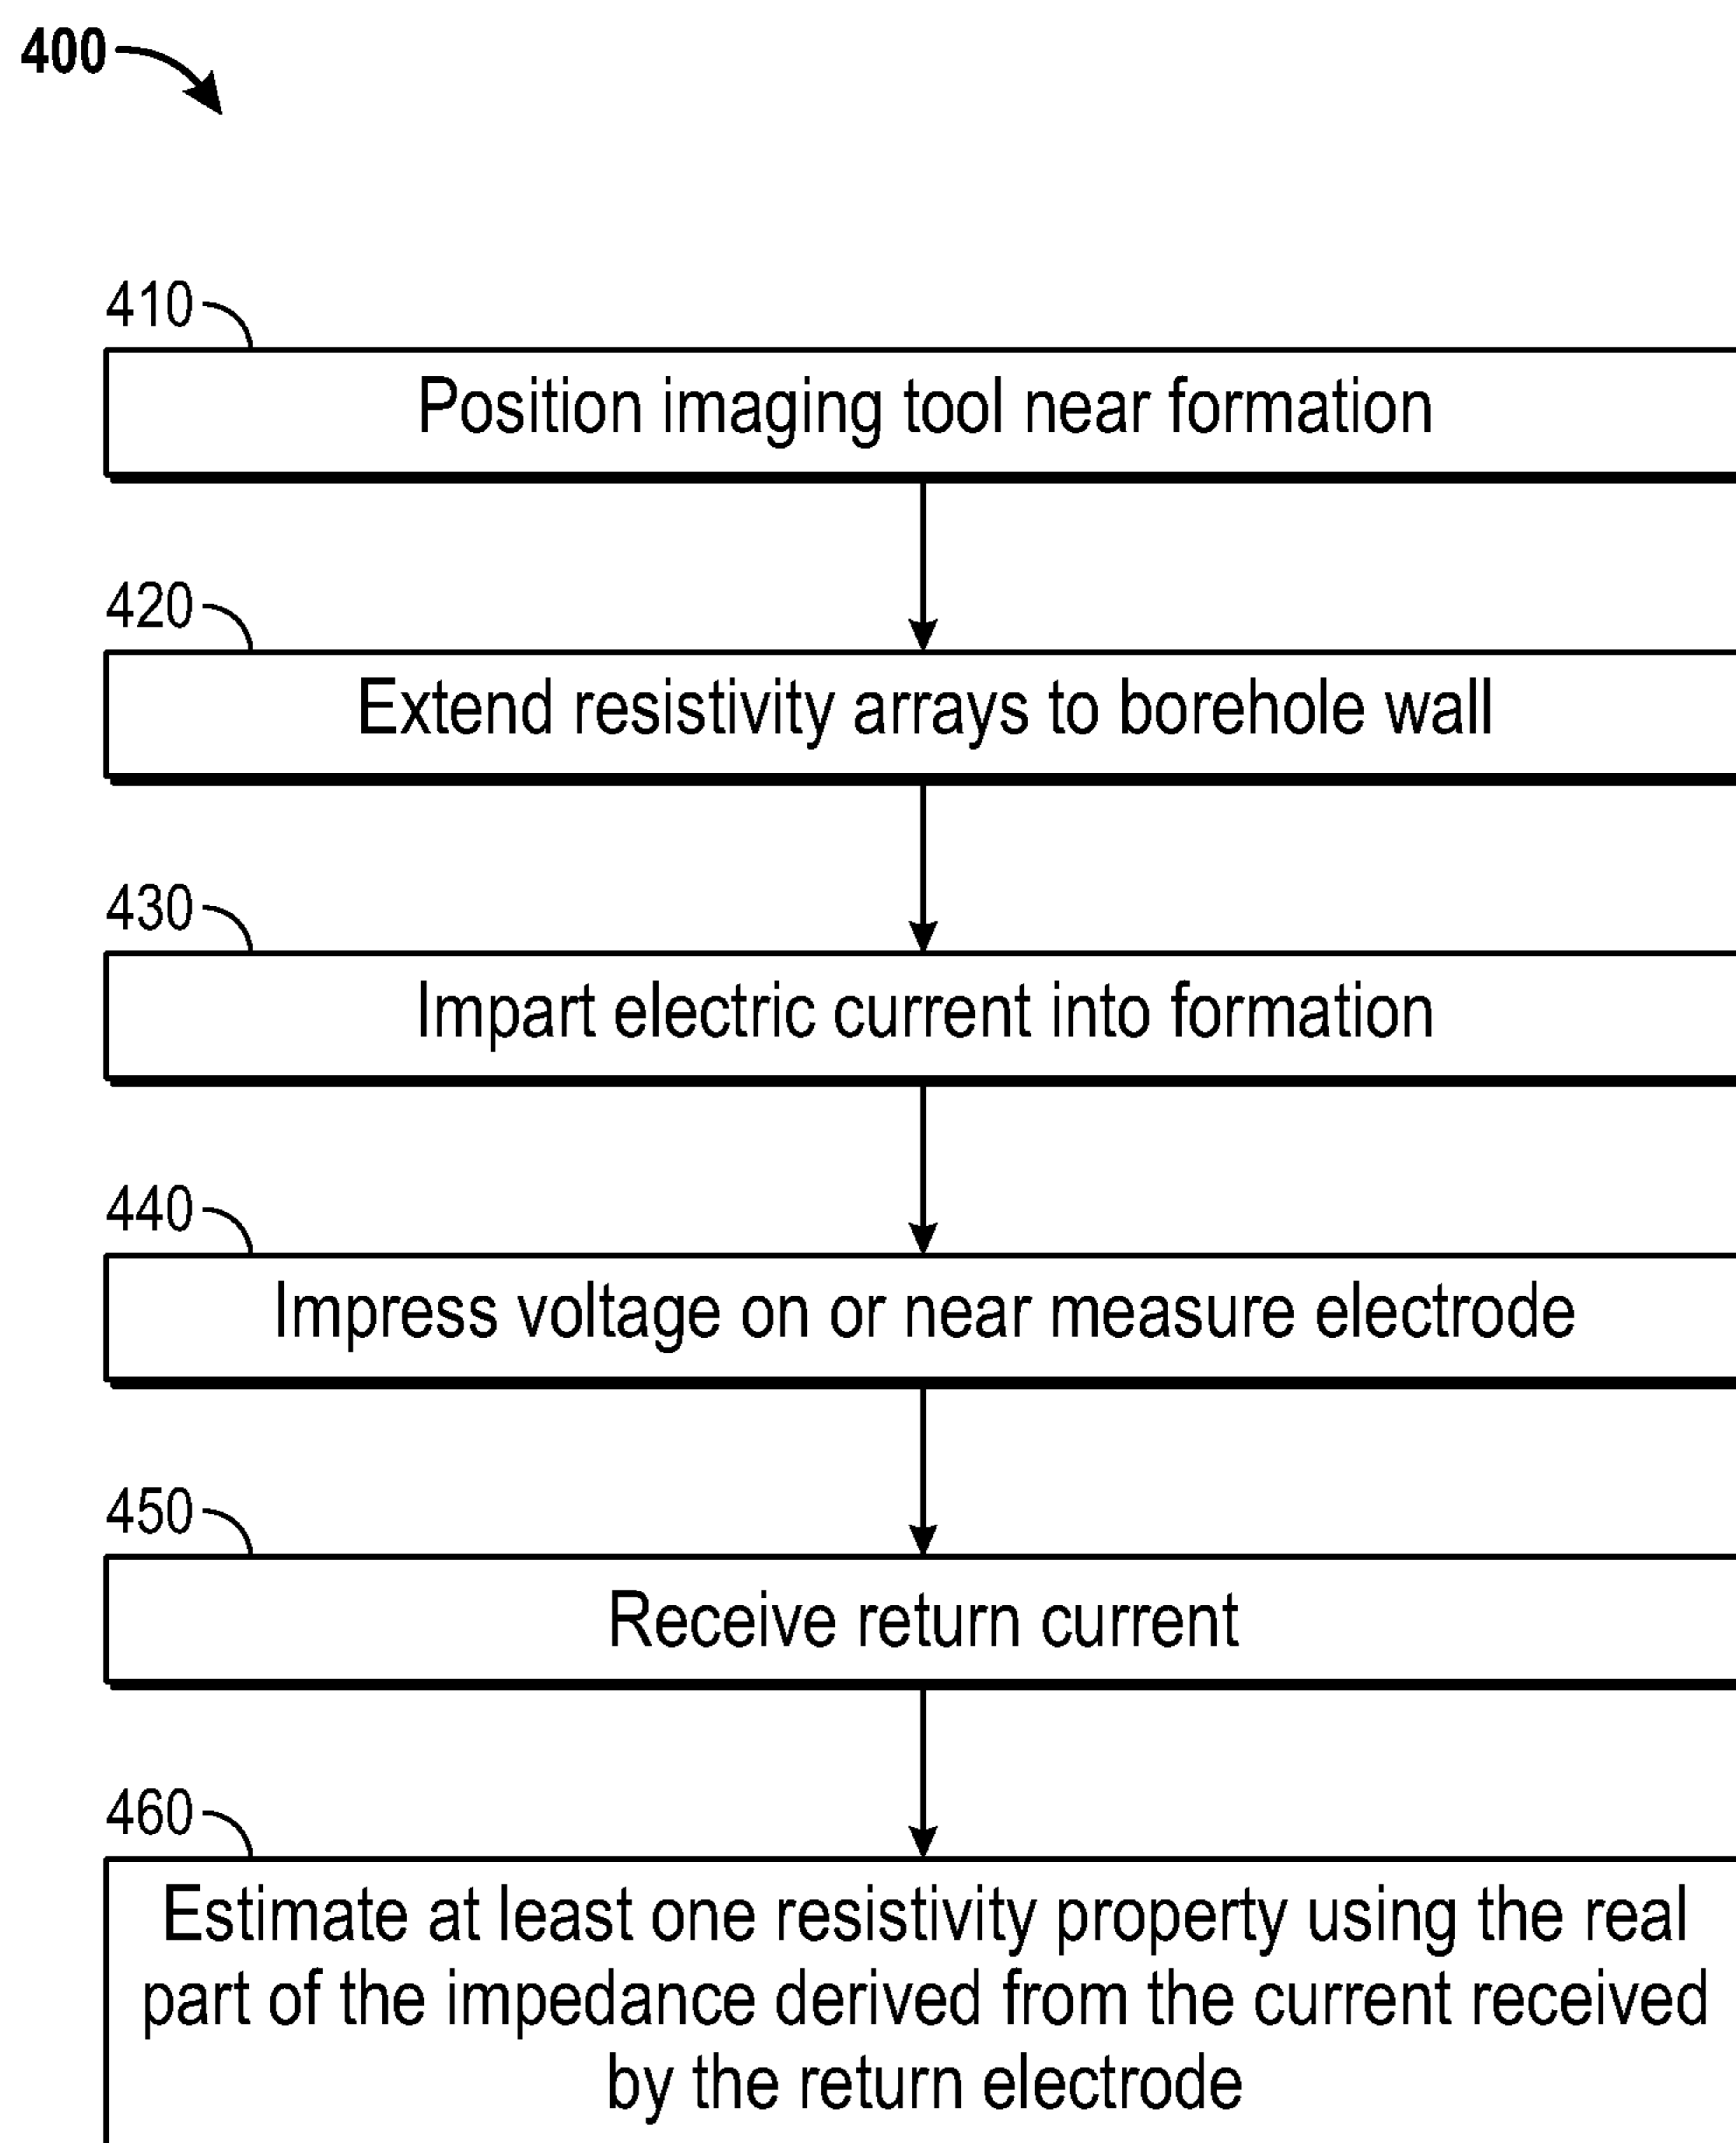 400
410
Position imaging tool near formation
420
Extend resistivity arrays to borehole wall
430
Impart electric current into formation
440
Impress voltage on or near measure electrode
450
Receive return current
460
Estimate at least one resistivity property using the real
part of the impedance derived from the current received
by the return electrode